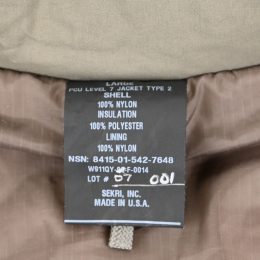 LARGE
PCU LEVEL 7 JACKET TYPE 2
SHELL
100% NYLON
INSULATION
100% POLYESTER
LINING
100% NYLON
NSN: 8415-01-542-7648
LOT # 07 001
SEKRI, INC.
MADE IN U.S.A.